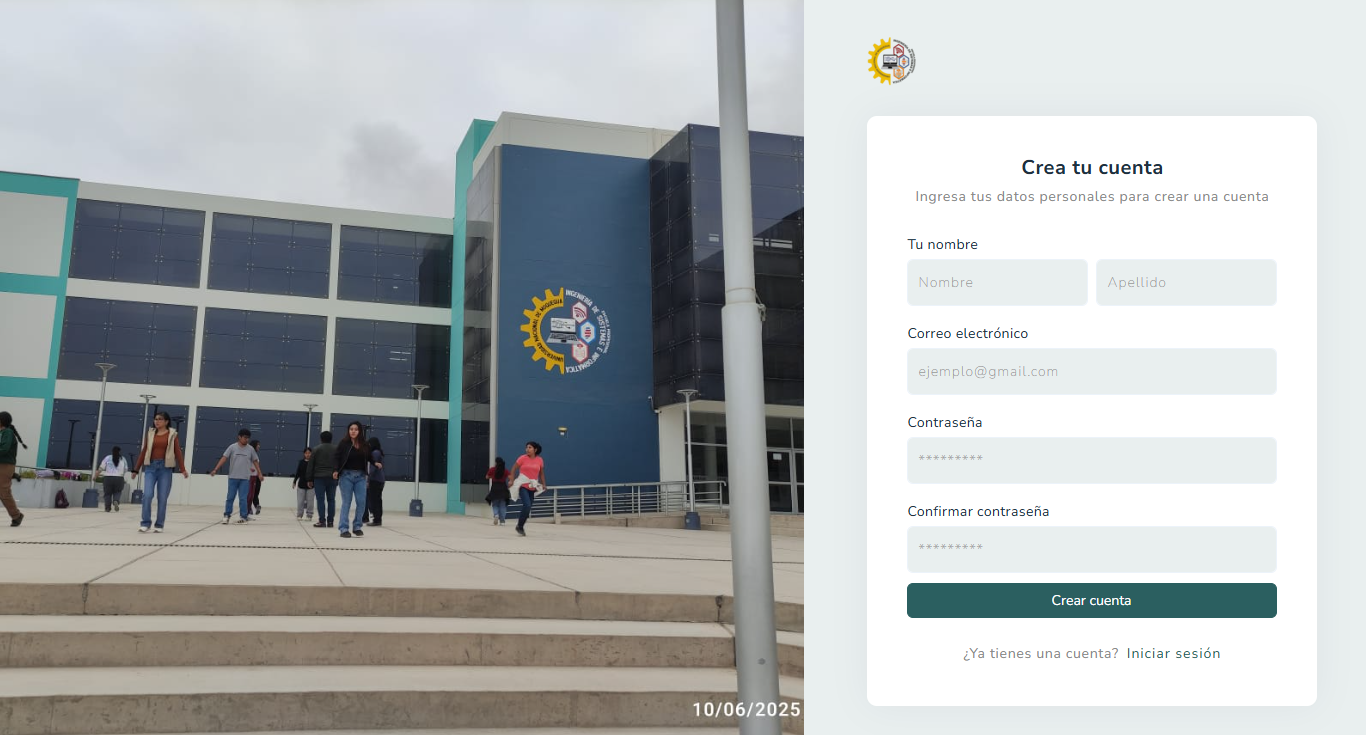 UNIVERSIDAD NACIONAL DE MOQUEGUA
INGENIERÍA DE SISTEMAS E INFORMÁTICA
10/06/2025
Crea tu cuenta
Ingresa tus datos personales para crear una cuenta
Tu nombre
Nombre Apellido
Correo electrónico
ejemplo@gmail.com
Contraseña
*********
Confirmar contraseña
*********
Crear cuenta
¿Ya tienes una cuenta? Iniciar sesión